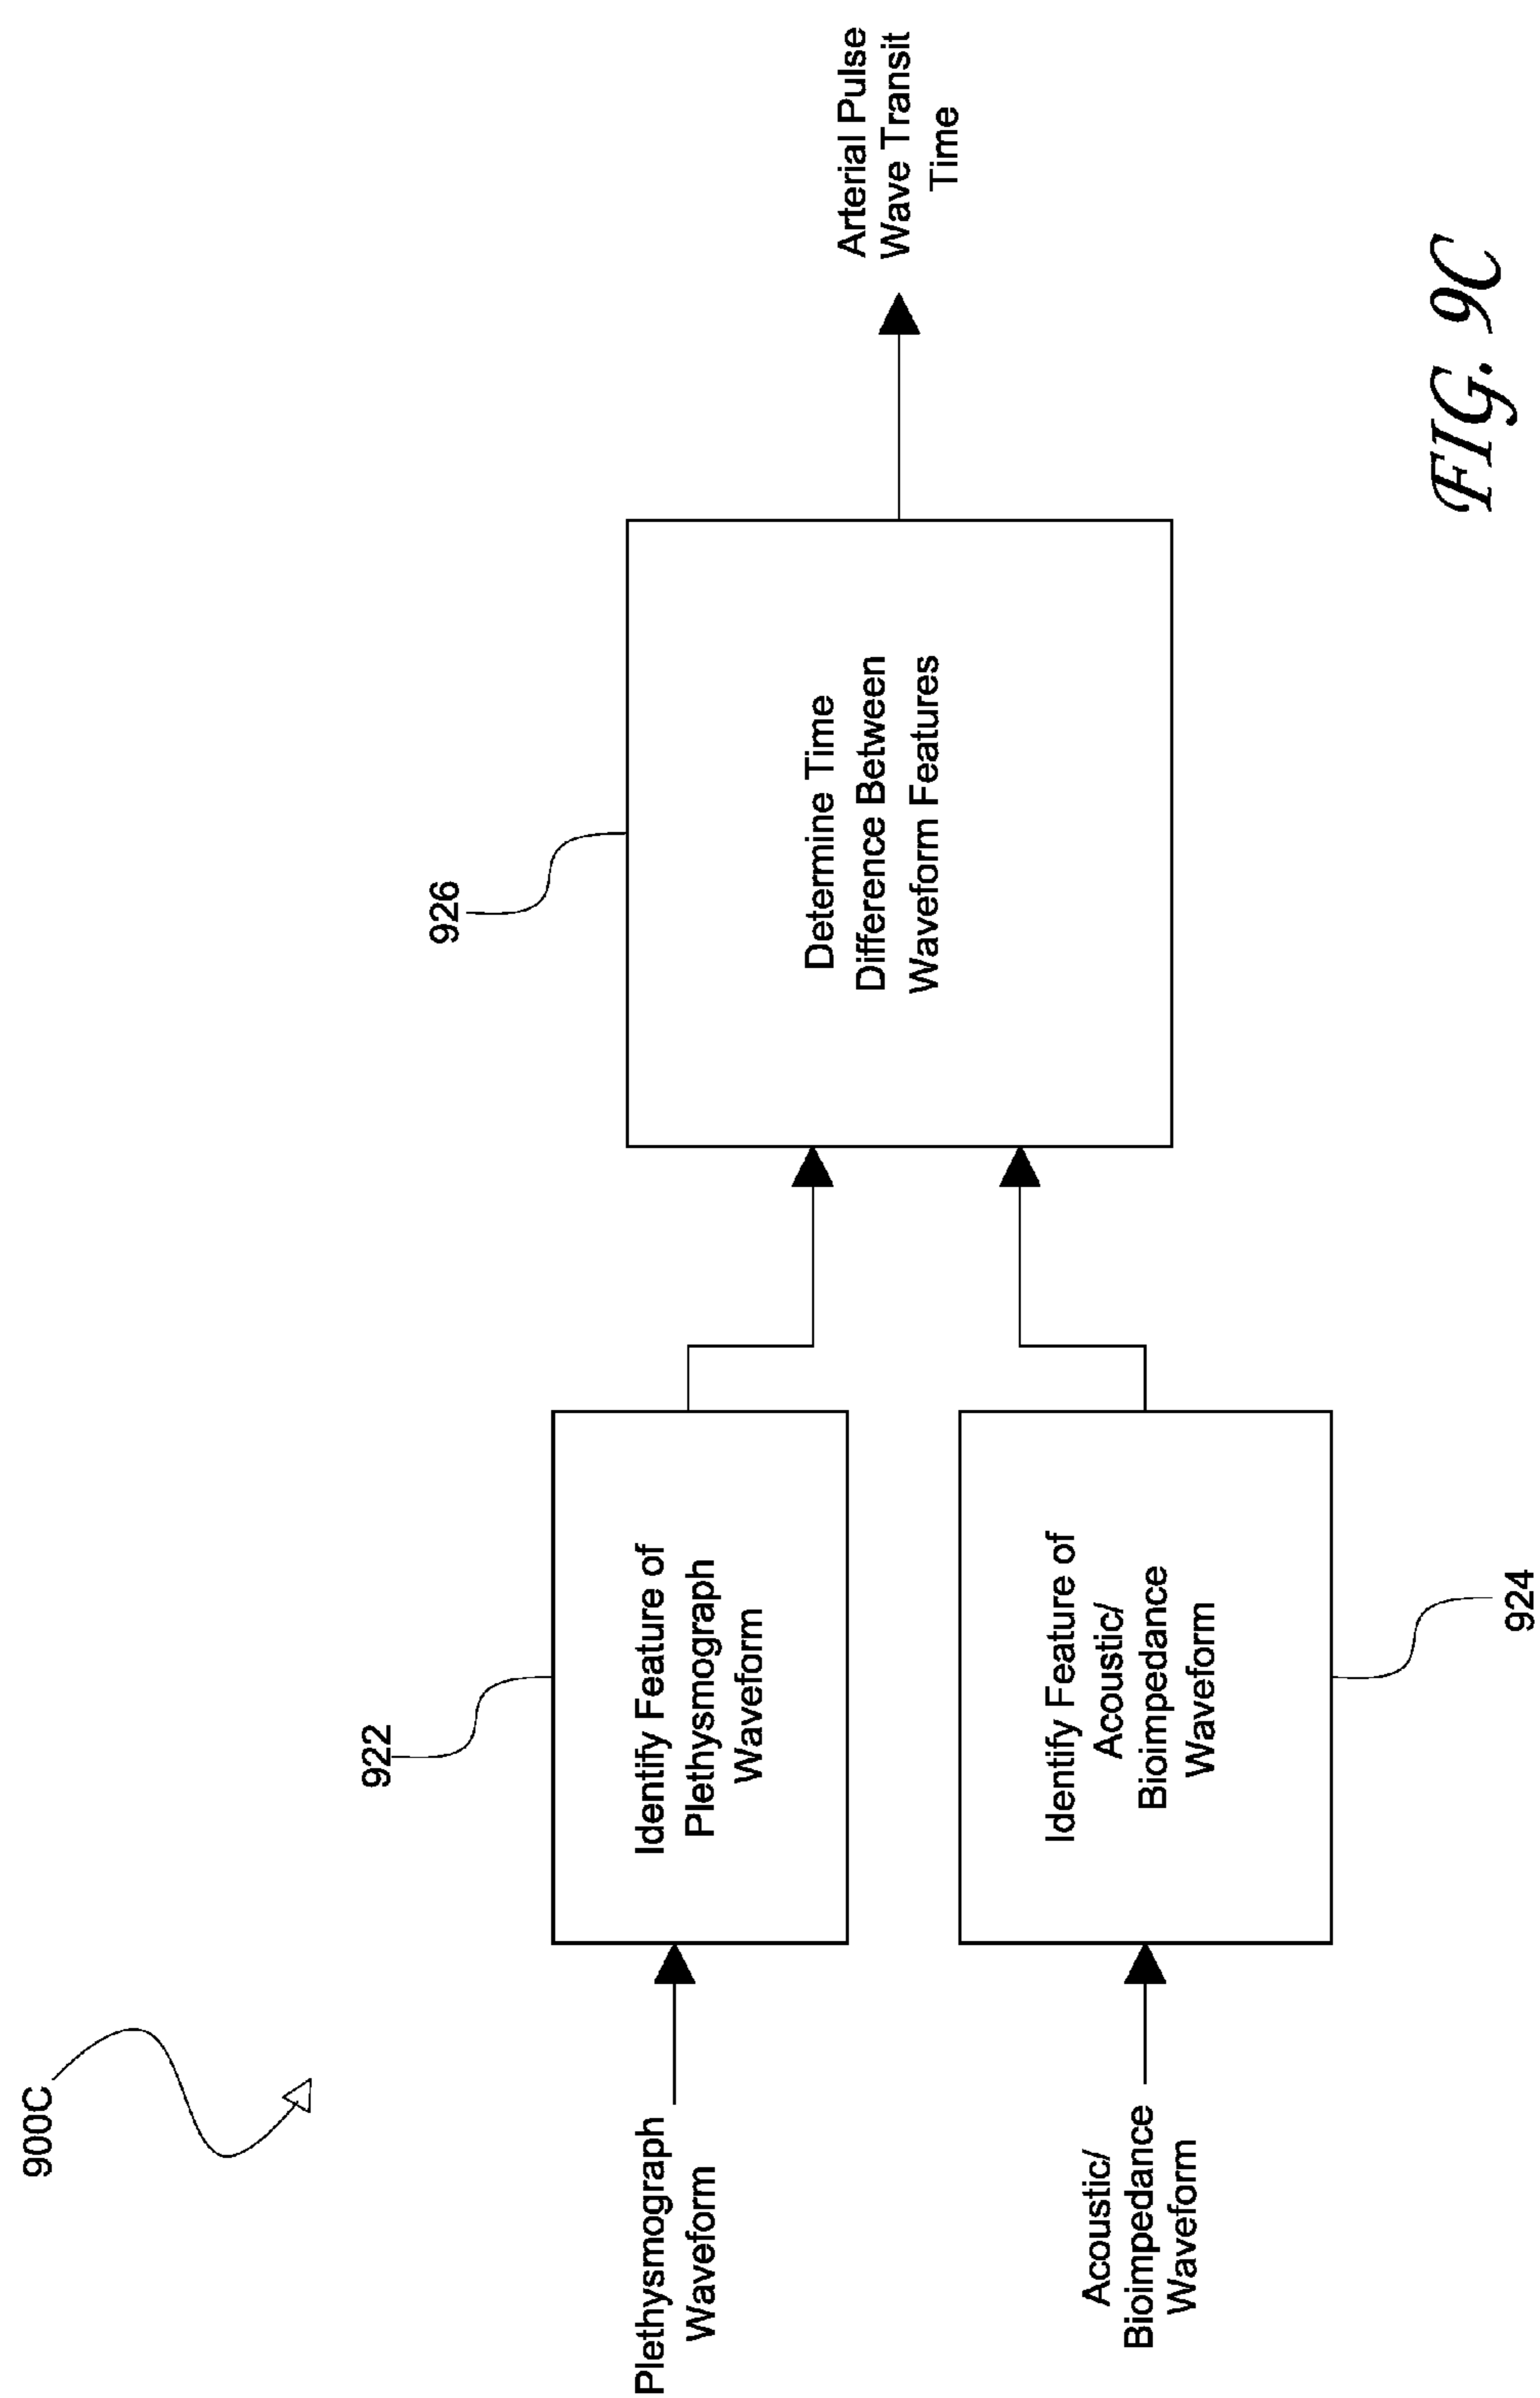 900C
922
926
Plethysmograph
Waveform
Identify Feature of
Plethysmograph
Waveform
Determine Time
Difference Between
Waveform Features
Arterial Pulse
Wave Transit
Time
Acoustic/
Bioimpedance
Waveform
Identify Feature of
Acoustic/
Bioimpedance
Waveform
924
FIG. 9C